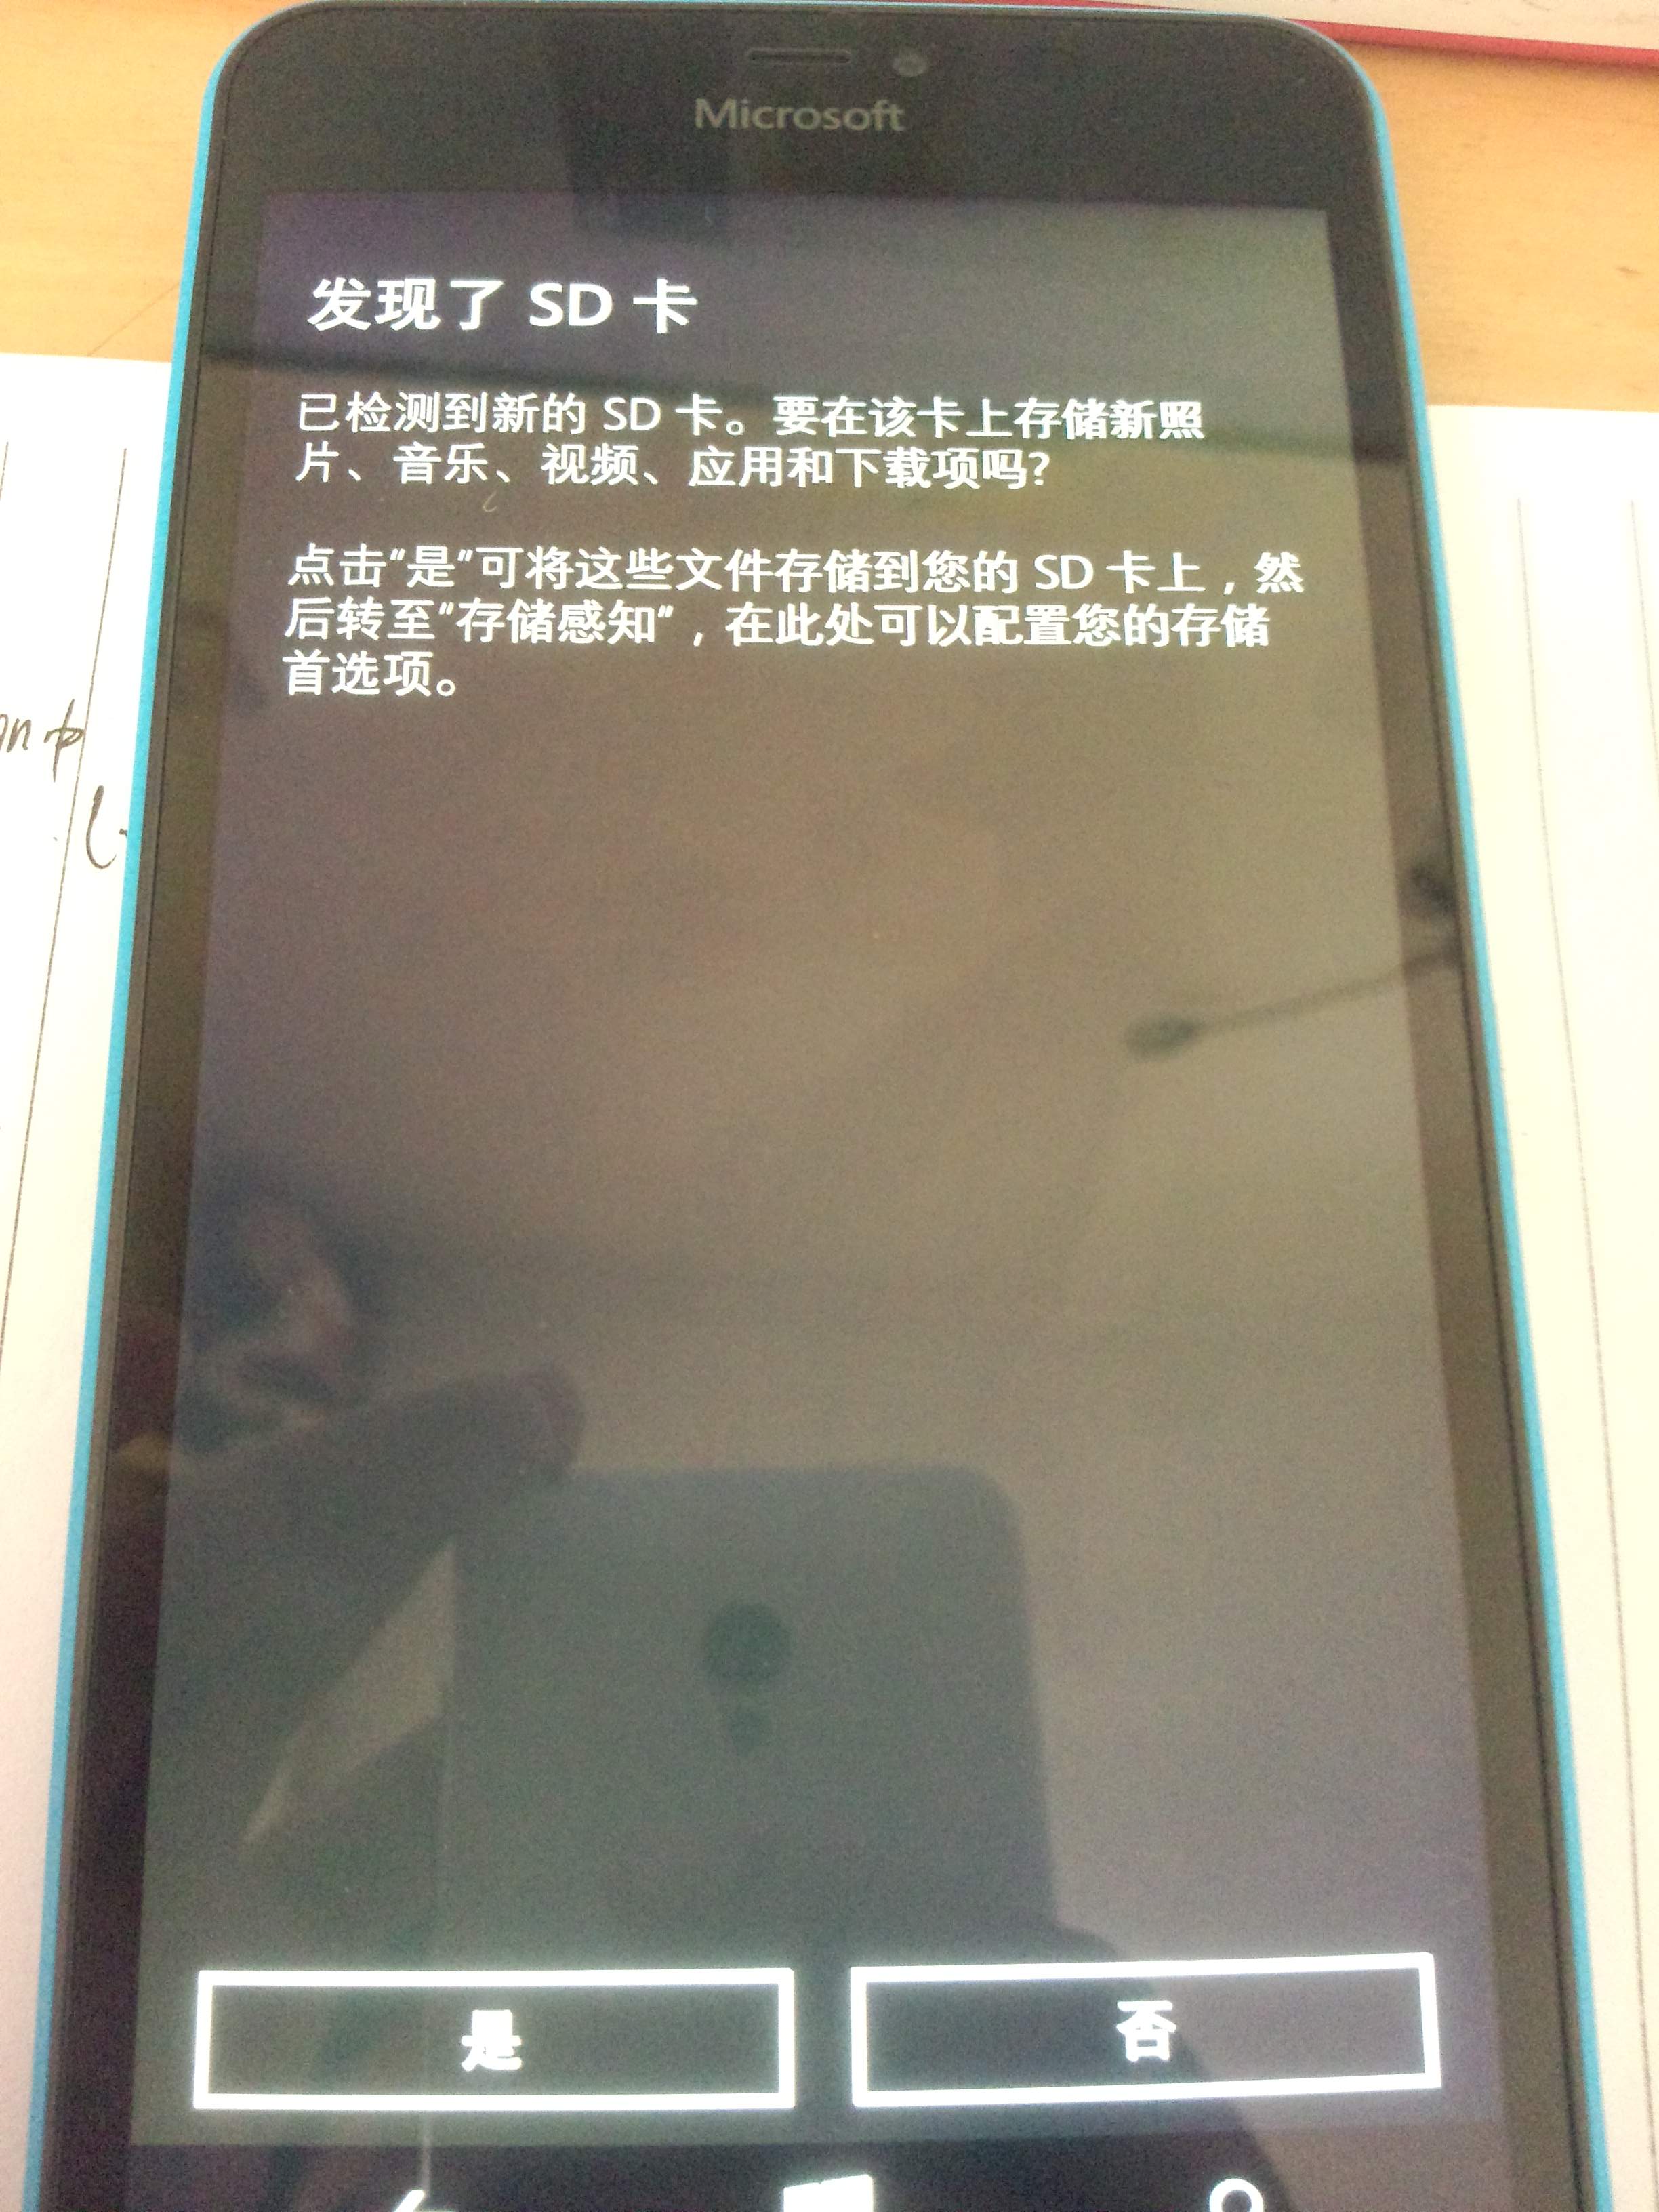 Microsoft
发现了 SD 卡
已检测到新的 SD 卡。要在该卡上存储新照
片、音乐、视频、应用和下载项吗?
点击"是"可将这些文件存储到您的 SD 卡上，然
后转至"存储感知"，在此处可以配置您的存储
首选项。
是
否